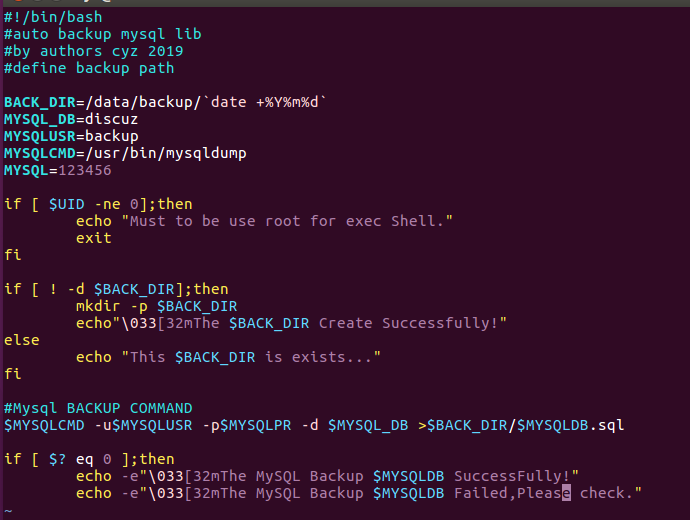 #!/bin/bash
#auto backup mysql lib
#by authors cyz 2019
#define backup path
BACK_DIR=/data/backup/`date +%Y%m%d`
MYSQL_DB=discuz
MYSQLUSR=backup
MYSQLCMD=/usr/bin/mysqldump
MYSQL=123456
if [ $UID -ne 0];then
echo "Must to be use root for exec Shell."
exit
fi
if [ ! -d $BACK_DIR];then
mkdir -p $BACK_DIR
echo"\033[32mThe $BACK_DIR Create Successfully!"
else
echo "This $BACK_DIR is exists..."
fi
#Mysql BACKUP COMMAND
$MYSQLCMD -u$MYSQLUSR -p$MYSQLPR -d $MYSQL_DB >$BACK_DIR/$MYSQLDB.sql
if [ $? eq 0 ];then
echo -e"\033[32mThe MySQL Backup $MYSQLDB SuccessFully!"
echo -e"\033[32mThe MySQL Backup $MYSQLDB Failed,Please check."
~